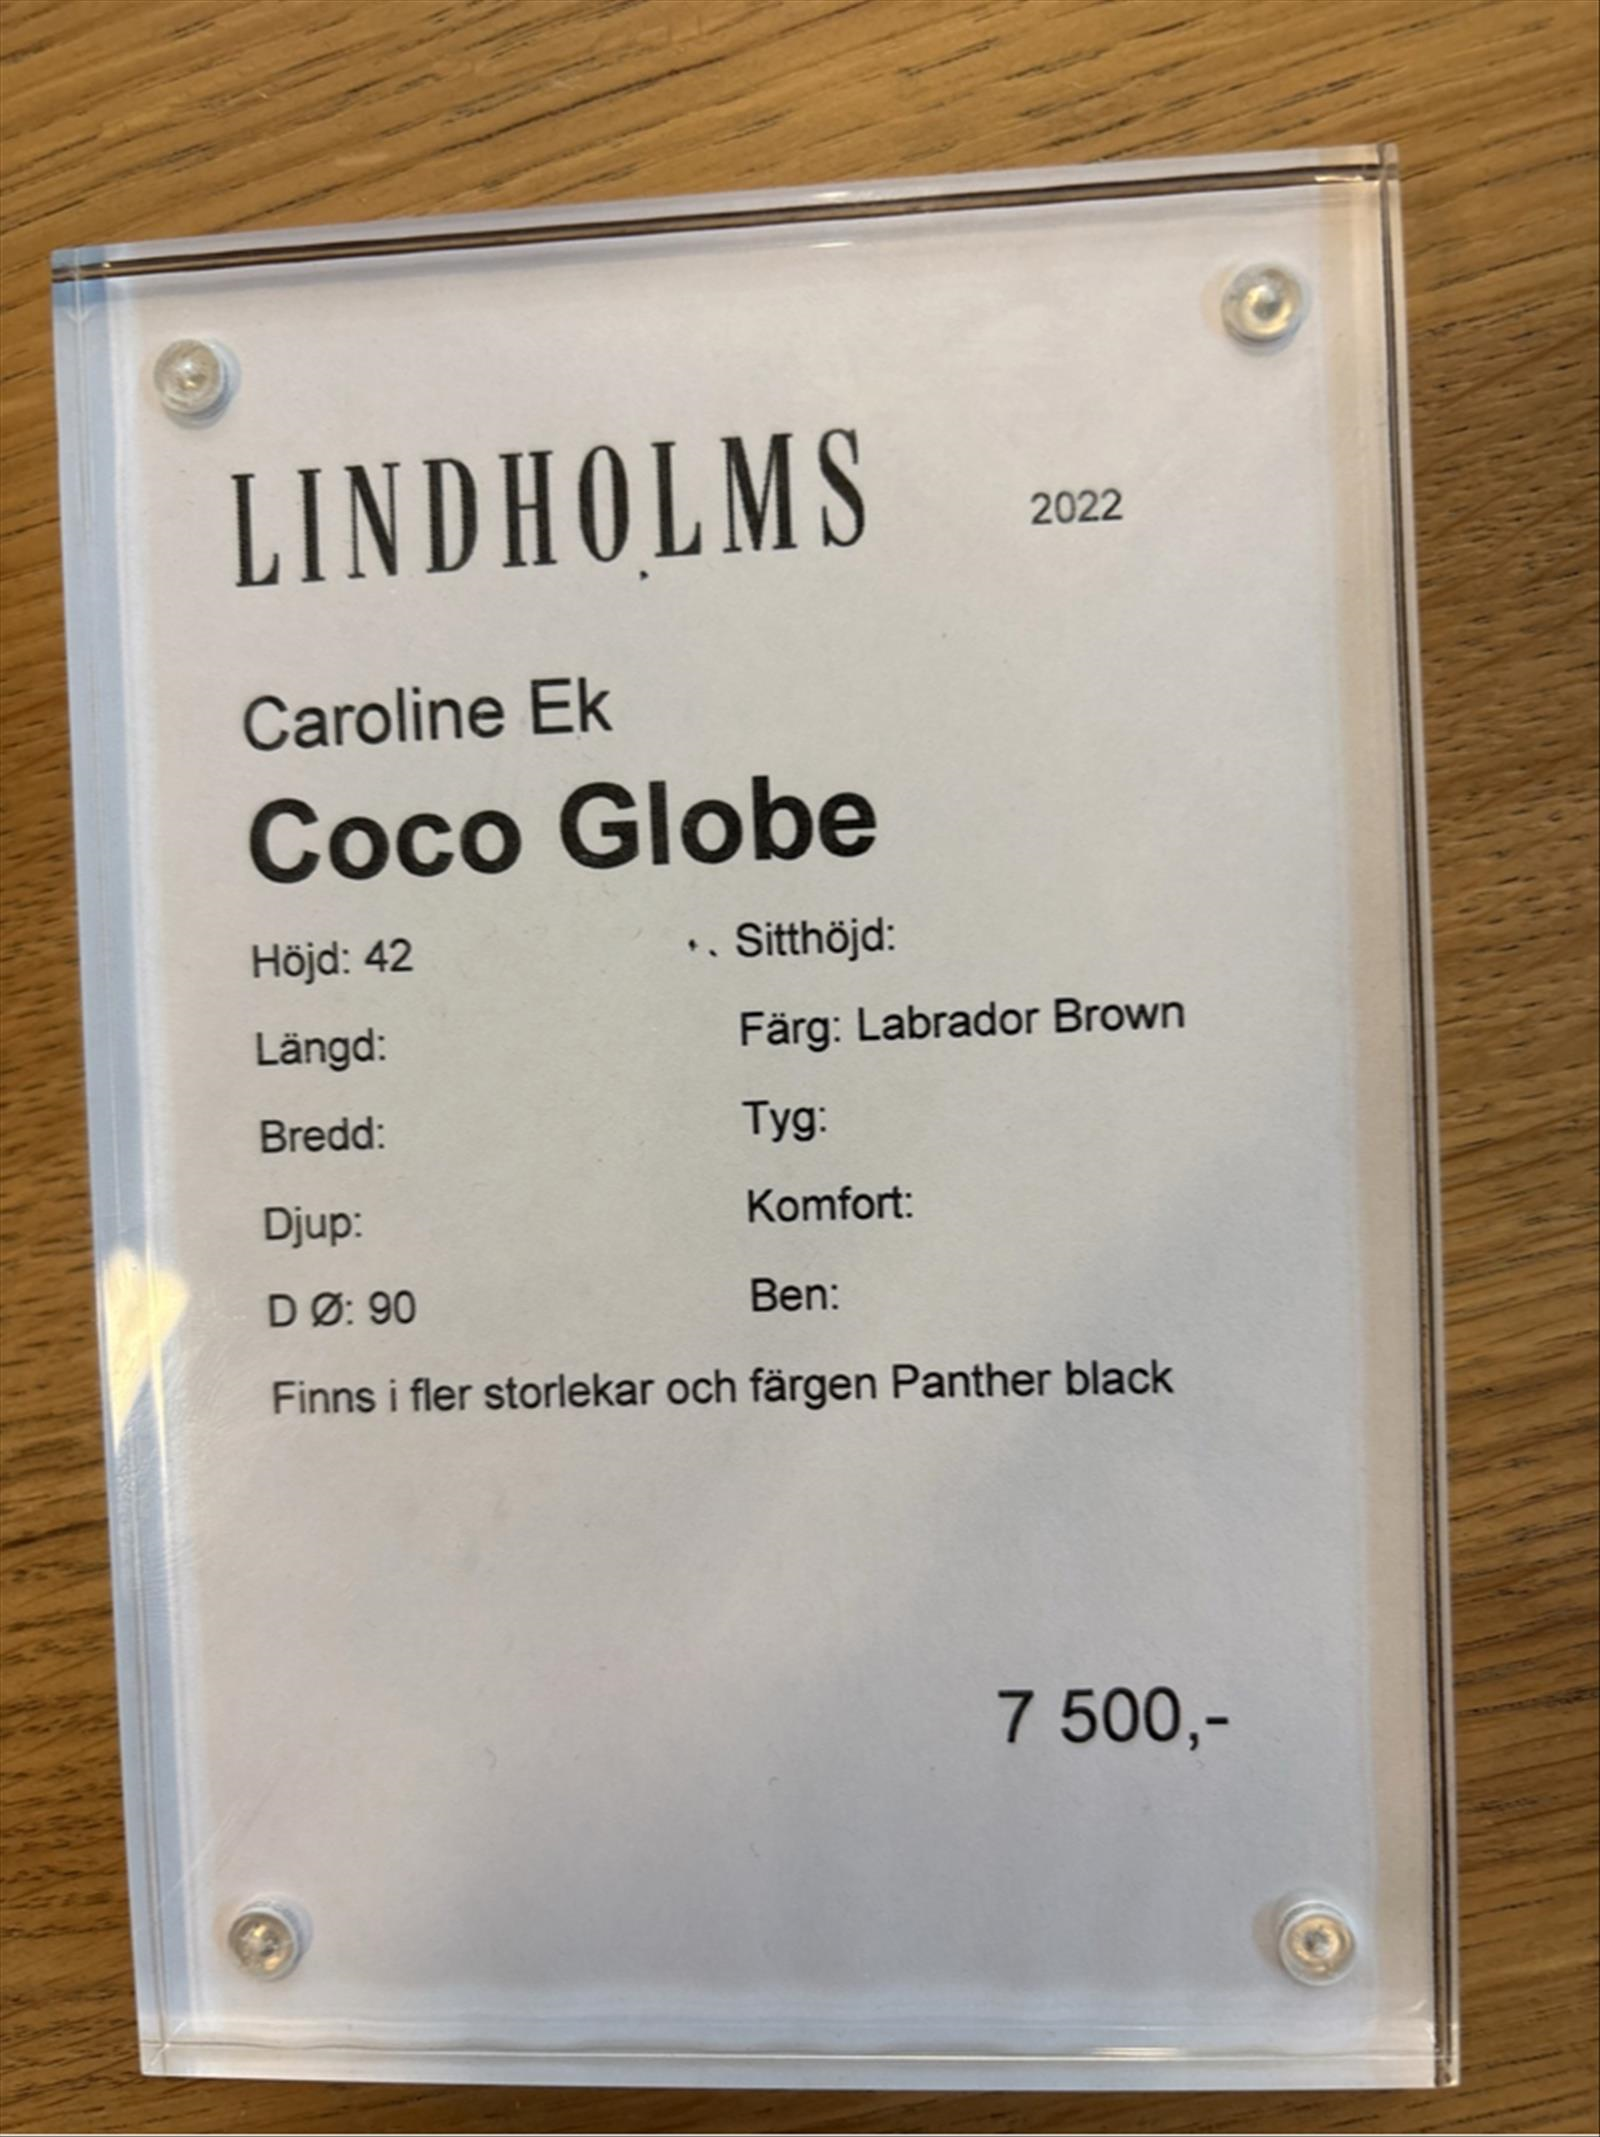 LINDHOLMS 2022
Caroline Ek
Coco Globe
Höjd: 42 Sitthöjd:
Längd: Färg: Labrador Brown
Bredd: Tyg:
Djup: Komfort:
D Ø: 90 Ben:
Finns i fler storlekar och färgen Panther black
7 500,-